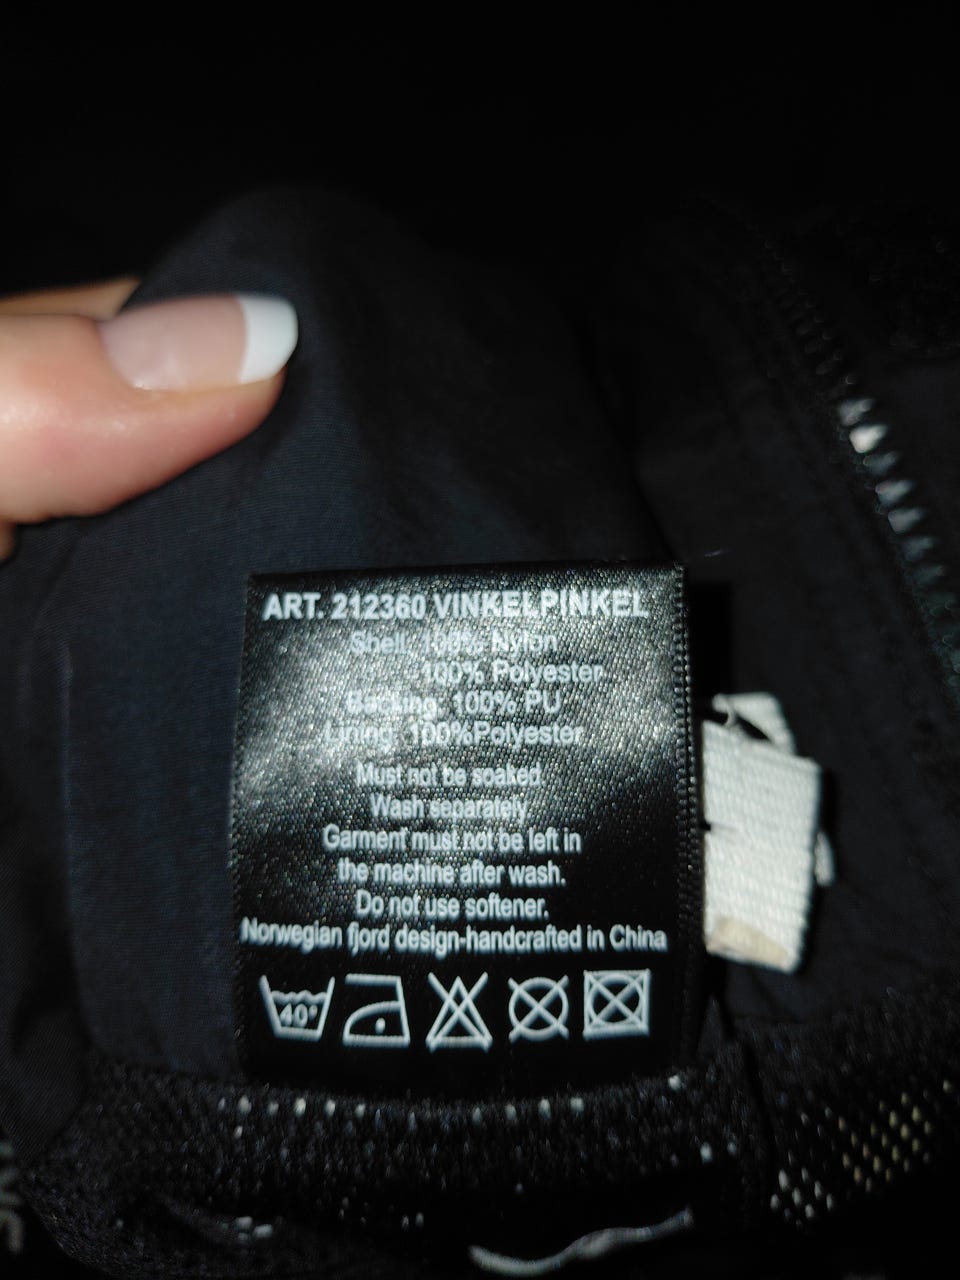 ART. 212360 VINKELPINKEL
Shell: 100% Nylon
100% Polyester
Backing: 100% PU
Lining: 100%Polyester
Must not be soaked.
Wash separately
Garment must not be left in
the machine after wash.
Do not use softener.
Norwegian fjord design-handcrafted in China
40°